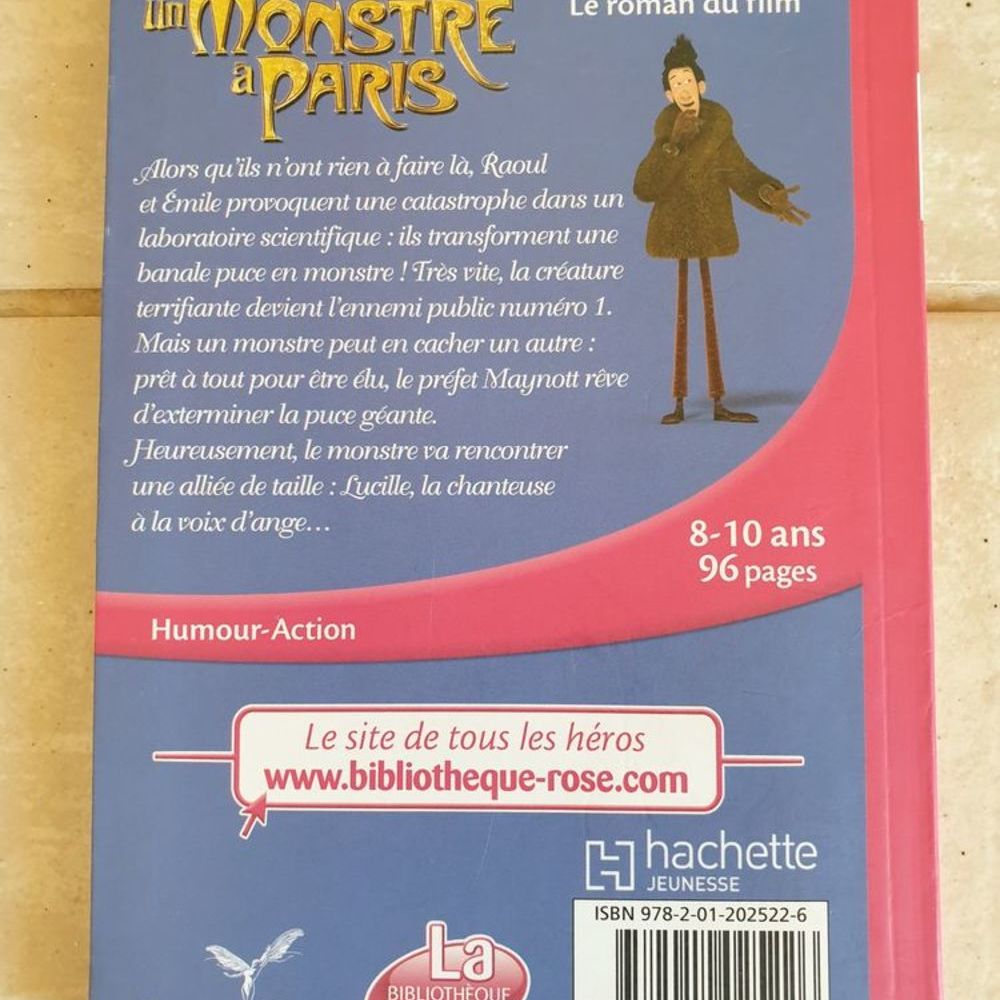 Le roman du film
Un MONSTRE
à PARIS
Alors qu'ils n'ont rien à faire là, Raoul
et Émile provoquent une catastrophe dans un
laboratoire scientifique : ils transforment une
banale puce en monstre ! Très vite, la créature
terrifiante devient l'ennemi public numéro 1.
Mais un monstre peut en cacher un autre :
prêt à tout pour être élu, le préfet Maynott rêve
d'exterminer la puce géante.
Heureusement, le monstre va rencontrer
une alliée de taille : Lucille, la chanteuse
à la voix d'ange…
8-10 ans
96 pages
Humour-Action
Le site de tous les héros
www.bibliotheque-rose.com
hachette
JEUNESSE
ISBN 978-2-01-202522-6
La
BIBLIOTHÈQUE